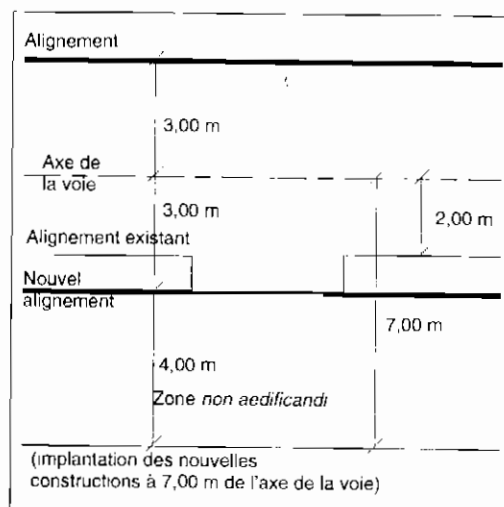 Alignement
3,00 m
Axe de
la voie
3,00 m
2,00 m
Alignement existant
Nouvel
alignement
7,00 m
4,00 m
Zone non aedificandi
(implantation des nouvelles
constructions à 7,00 m de l'axe de la voie)